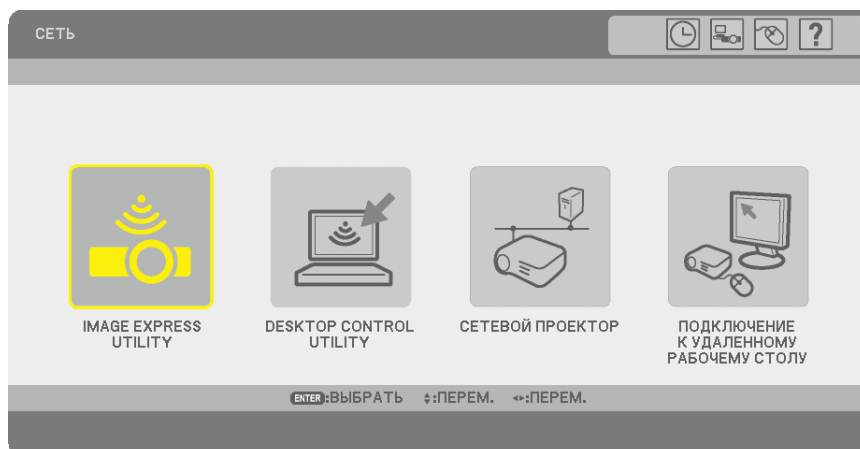 СЕТЬ
?
IMAGE EXPRESS
UTILITY
DESKTOP CONTROL
UTILITY
СЕТЕВОЙ ПРОЕКТОР
ПОДКЛЮЧЕНИЕ
К УДАЛЕННОМУ
РАБОЧЕМУ СТОЛУ
ENTER:ВЫБРАТЬ :ПЕРЕМ. :ПЕРЕМ.